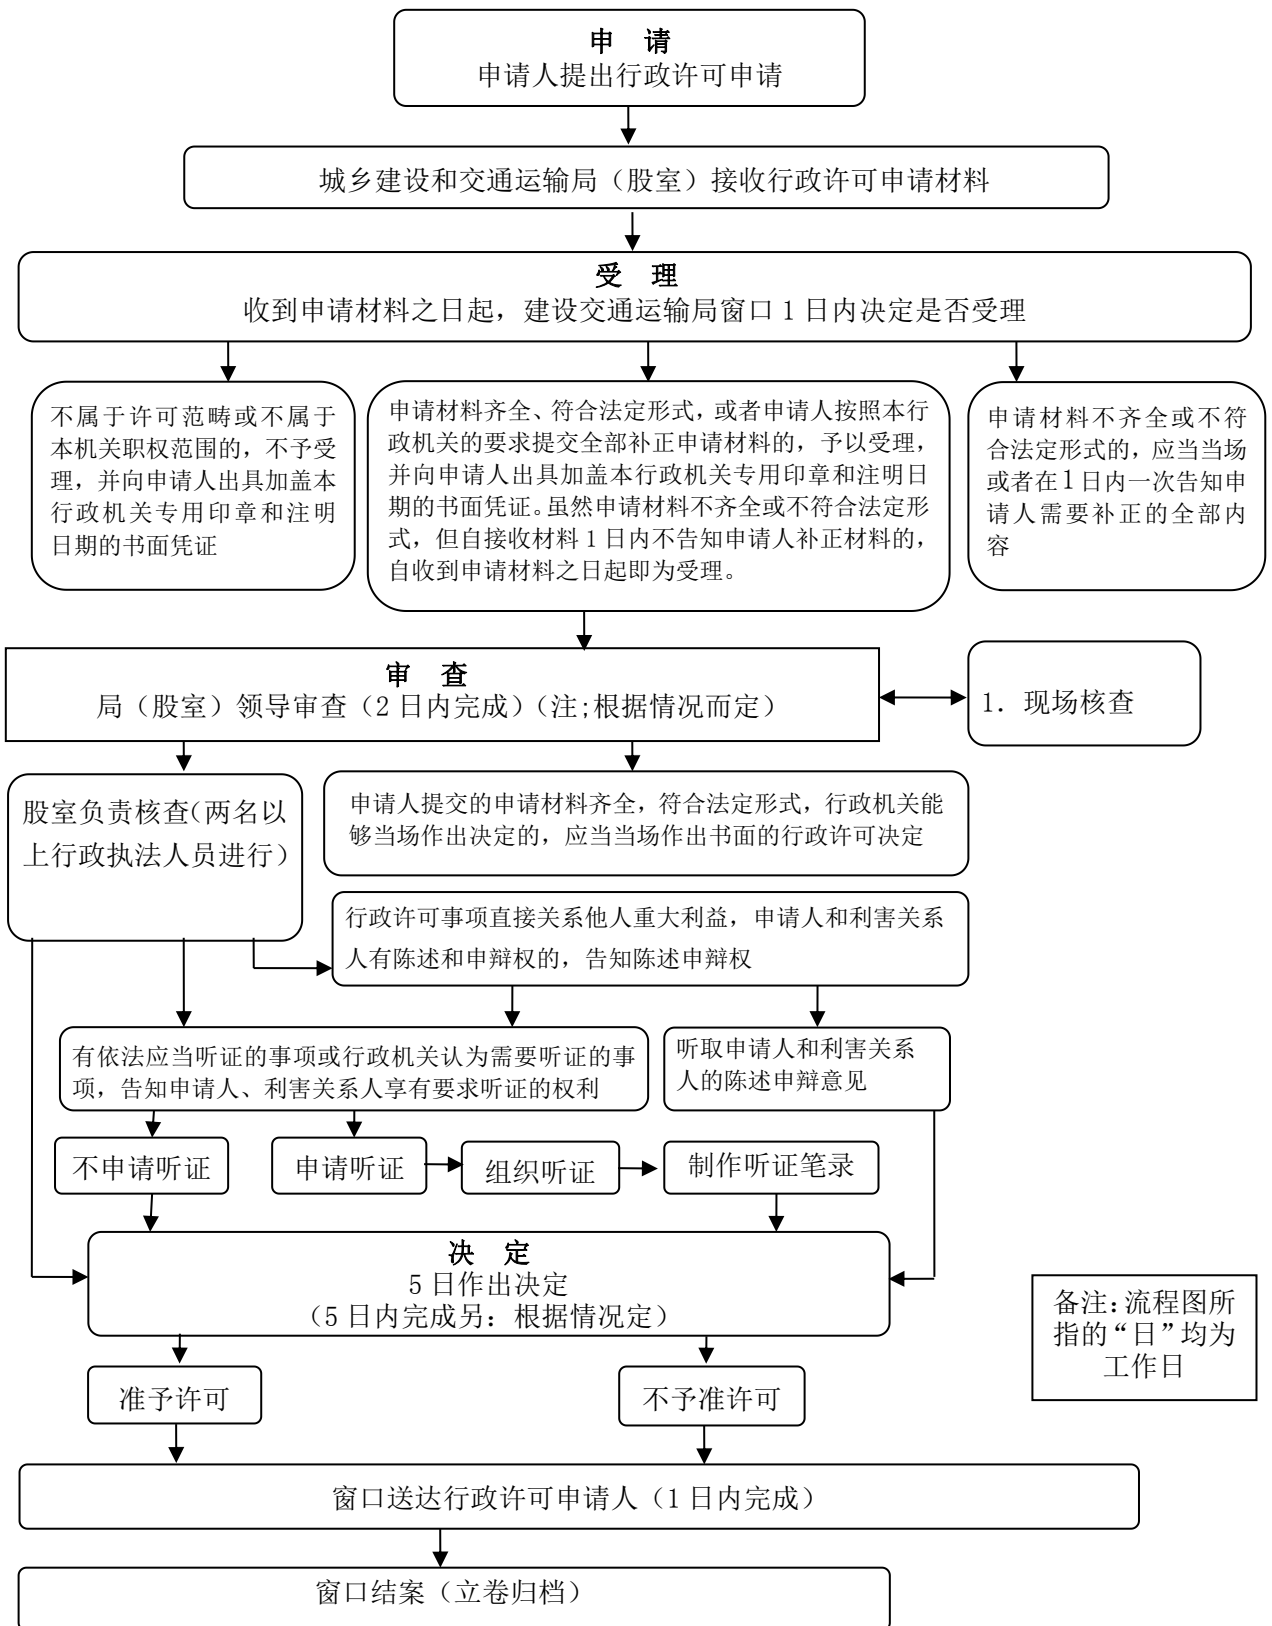 申　请
申请人提出行政许可申请
城乡建设和交通运输局（股室）接收行政许可申请材料
受　理
收到申请材料之日起，建设交通运输局窗口 1 日内决定是否受理
不属于许可范畴或不属于
本机关职权范围的，不予受
理，并向申请人出具加盖本
行政机关专用印章和注明
日期的书面凭证
申请材料齐全、符合法定形式，或者申请人按照本行
政机关的要求提交全部补正申请材料的，予以受理，
并向申请人出具加盖本行政机关专用印章和注明日
期的书面凭证。虽然申请材料不齐全或不符合法定形
式，但自接收材料 1 日内不告知申请人补正材料的，
自收到申请材料之日起即为受理。
申请材料不齐全或不符
合法定形式的，应当当场
或者在 1 日内一次告知申
请人需要补正的全部内
容
审　查
局（股室）领导审查（2 日内完成）（注;根据情况而定）
1. 现场核查
股室负责核查（两名以
上行政执法人员进行）
申请人提交的申请材料齐全，符合法定形式，行政机关能
够当场作出决定的，应当当场作出书面的行政许可决定
行政许可事项直接关系他人重大利益，申请人和利害关系
人有陈述和申辩权的，告知陈述申辩权
有依法应当听证的事项或行政机关认为需要听证的事
项，告知申请人、利害关系人享有要求听证的权利
听取申请人和利害关系
人的陈述申辩意见
不申请听证
申请听证
组织听证
制作听证笔录
决　定
5 日作出决定
（5 日内完成另：根据情况定）
备注：流程图所
指的“日”均为
工作日
准予许可
不予准许可
窗口送达行政许可申请人（1 日内完成）
窗口结案（立卷归档）